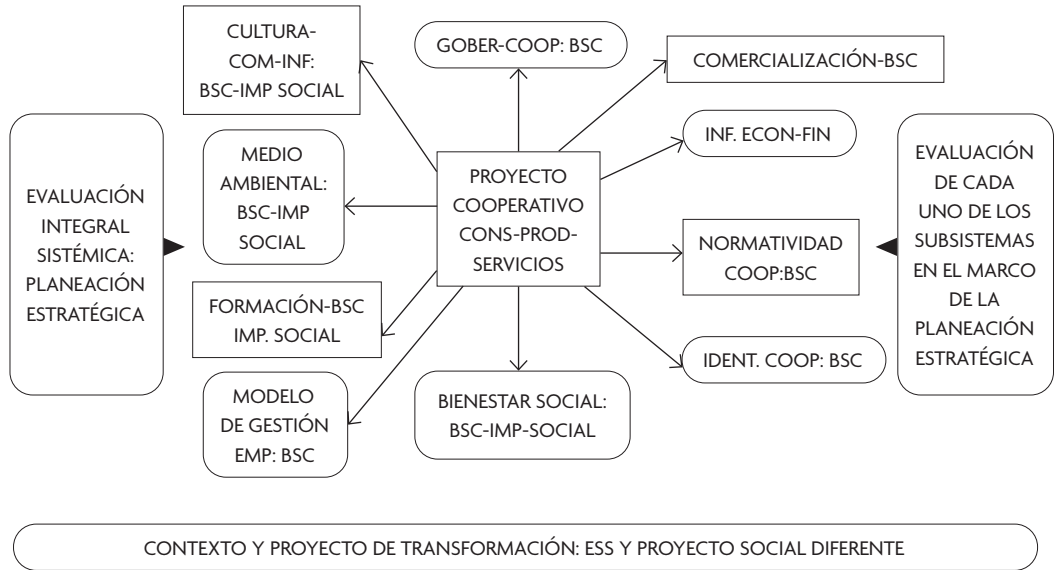 CULTURA-
COM-INF:
BSC-IMP SOCIAL
GOBER-COOP: BSC
COMERCIALIZACIÓN-BSC
EVALUACIÓN
INTEGRAL
SISTÉMICA:
PLANEACIÓN
ESTRATÉGICA
MEDIO
AMBIENTAL:
BSC-IMP
SOCIAL
PROYECTO
COOPERATIVO
CONS-PROD-
SERVICIOS
INF. ECON-FIN
EVALUACIÓN
DE CADA
UNO DE LOS
SUBSISTEMAS
EN EL MARCO
DE LA
PLANEACIÓN
ESTRATÉGICA
NORMATIVIDAD
COOP:BSC
FORMACIÓN-BSC
IMP. SOCIAL
IDENT. COOP: BSC
MODELO
DE GESTIÓN
EMP: BSC
BIENESTAR SOCIAL:
BSC-IMP-SOCIAL
CONTEXTO Y PROYECTO DE TRANSFORMACIÓN: ESS Y PROYECTO SOCIAL DIFERENTE